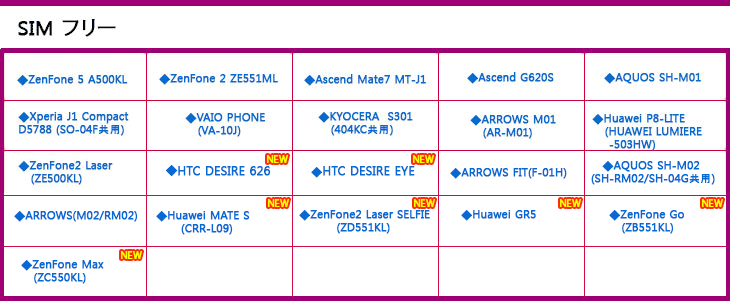 SIM フリー
◆ZenFone 5 A500KL
◆ZenFone 2 ZE551ML
◆Ascend Mate7 MT-J1
◆Ascend G620S
◆AQUOS SH-M01
◆Xperia J1 Compact
D5788 (SO-04F共用)
◆VAIO PHONE
(VA-10J)
◆KYOCERA S301
(404KC共用)
◆ARROWS M01
(AR-M01)
◆Huawei P8-LITE
(HUAWEI LUMIERE
-503HW)
◆ZenFone2 Laser
(ZE500KL)
NEW
◆HTC DESIRE 626
NEW
◆HTC DESIRE EYE
◆ARROWS FIT(F-01H)
◆AQUOS SH-M02
(SH-RM02/SH-04G共用)
◆ARROWS(M02/RM02)
NEW
◆Huawei MATE S
(CRR-L09)
NEW
◆ZenFone2 Laser SELFIE
(ZD551KL)
NEW
◆Huawei GR5
NEW
◆ZenFone Go
(ZB551KL)
NEW
◆ZenFone Max
(ZC550KL)